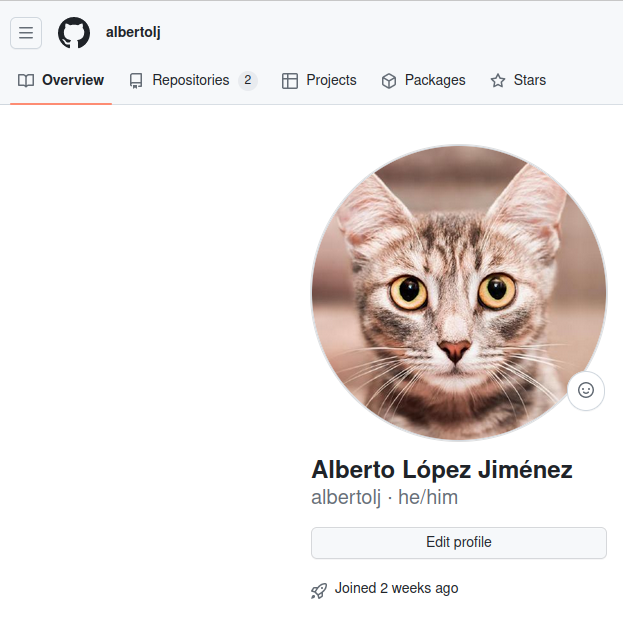 albertolj
Overview Repositories 2 Projects Packages Stars
Alberto López Jiménez
albertolj · he/him
Edit profile
Joined 2 weeks ago